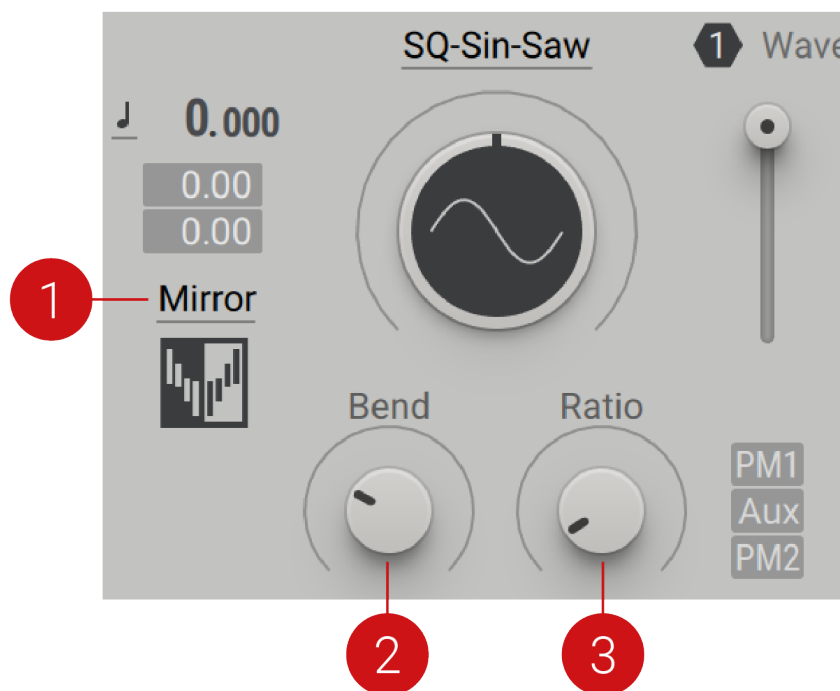 SQ-Sin-Saw
1 Wave
0.000
0.00
0.00
1
Mirror
Bend
Ratio
PM1
Aux
PM2
2
3